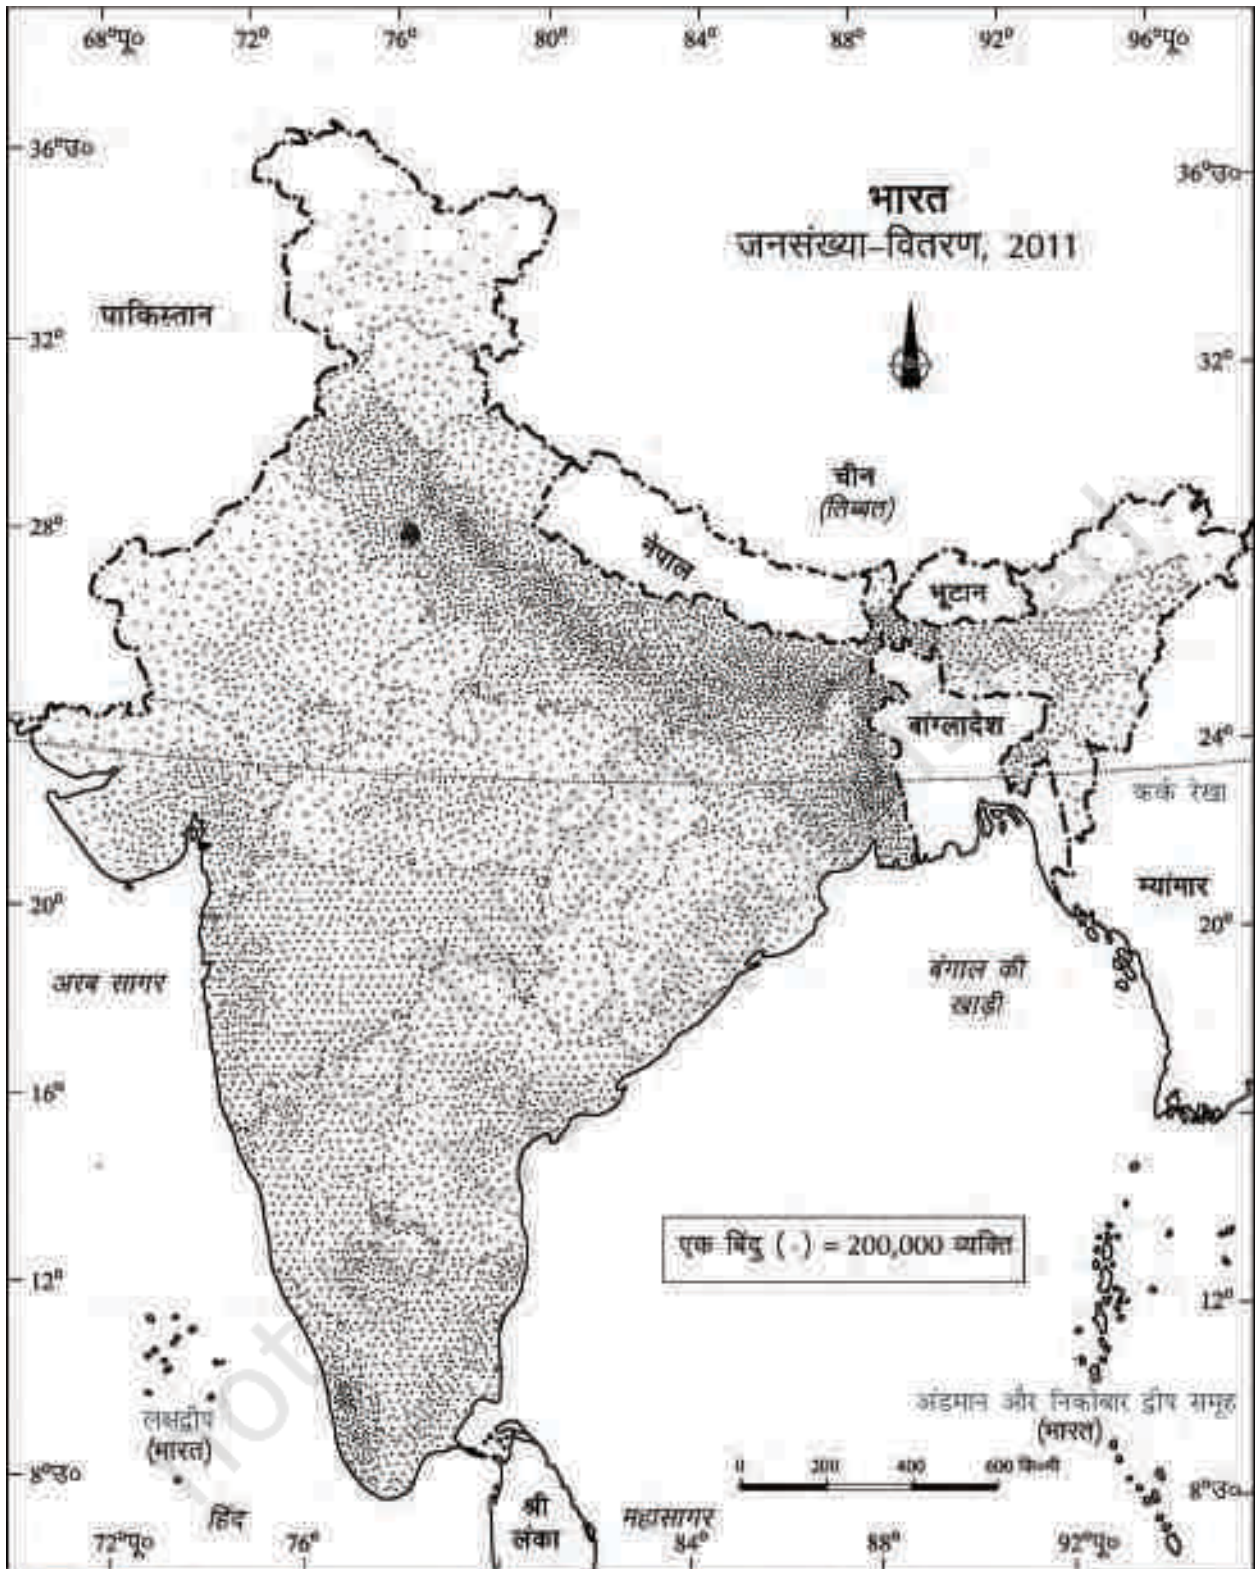 68°पू०
72°
76°
80°
84°
88°
92°
96°पू०
36°उ०
36°उ०
भारत
जनसंख्या-वितरण, 2011
पाकिस्तान
32°
32°
चीन
(तिब्बत)
28°
नेपाल
भूटान
बांग्लादेश
24°
कर्क रेखा
म्यांमार
20°
20°
अरब सागर
बंगाल की
खाड़ी
16°
एक बिंदु ( . ) = 200,000 व्यक्ति
12°
12°
लक्षद्वीप
(भारत)
अंडमान और निकोबार द्वीप समूह
(भारत)
0 200 400 600 कि०मी
8°उ०
8°उ०
हिंद
श्री
लंका
महासागर
72°पू०
76°
84°
88°
92°पू०